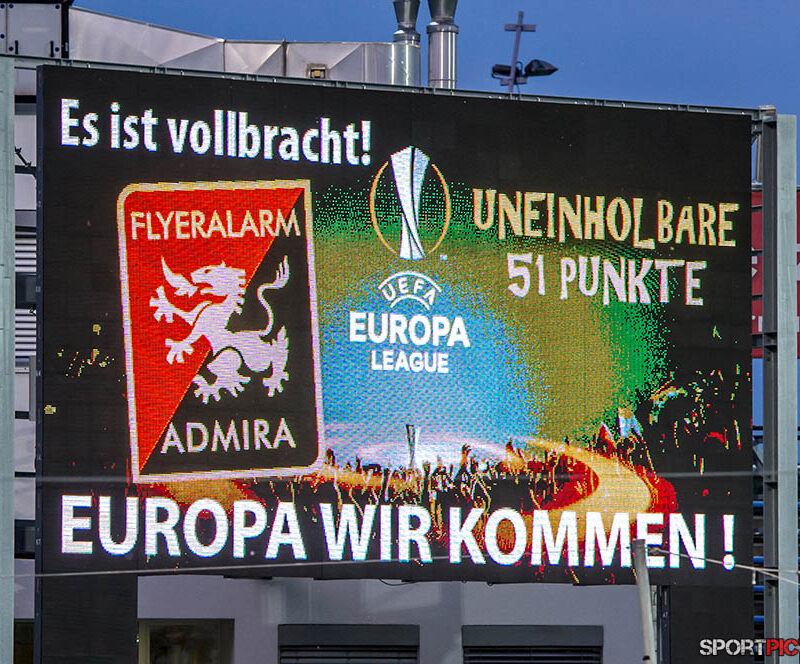 Es ist vollbracht!
FLYERALARM
ADMIRA
UEFA
EUROPA
LEAGUE
UNEINHOLBARE
51 PUNKTE
EUROPA WIR KOMMEN !
SPORTPIC